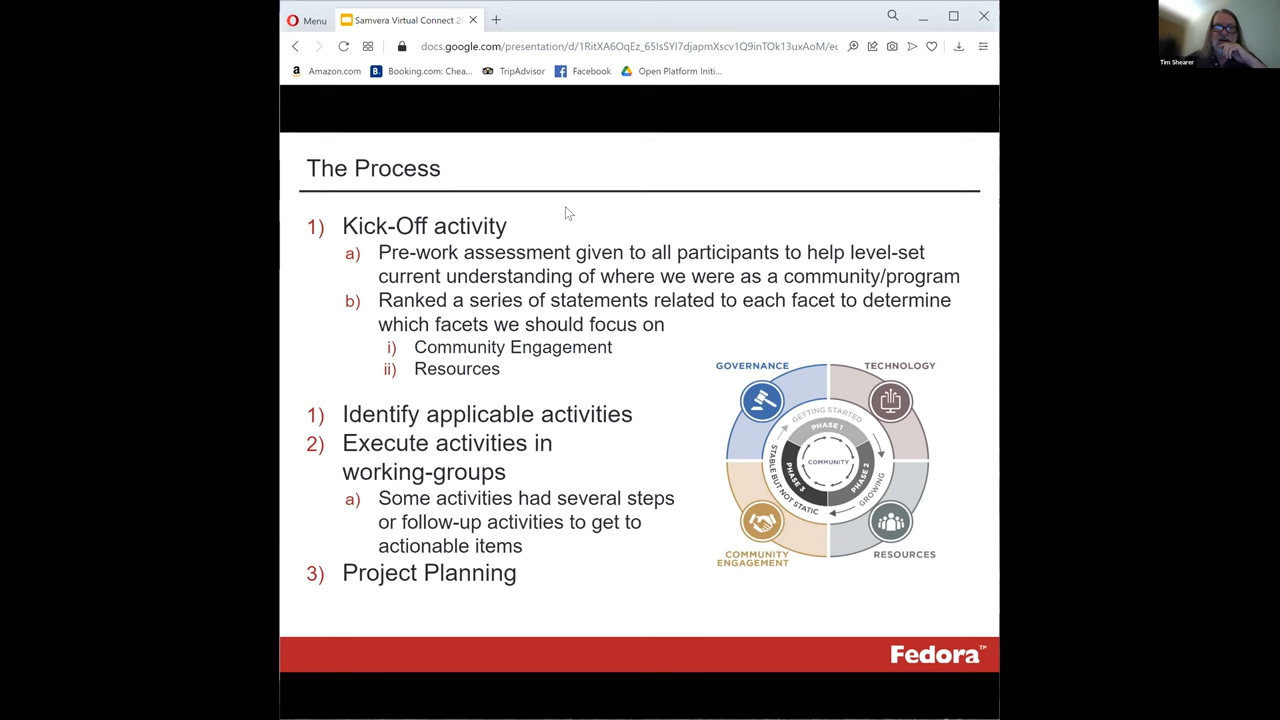 Menu
Samvera Virtual Connect 20
docs.google.com/presentation/d/1RitXA6OqEz_65IsSYI7djapmXscv1Q9inTOk13uxAoM/ec
Amazon.com
Booking.com: Chea...
TripAdvisor
Facebook
Open Platform Initi...
Tim Shearer
The Process
1) Kick-Off activity
a) Pre-work assessment given to all participants to help level-set
current understanding of where we were as a community/program
b) Ranked a series of statements related to each facet to determine
which facets we should focus on
i) Community Engagement
ii) Resources
1) Identify applicable activities
2) Execute activities in
working-groups
a) Some activities had several steps
or follow-up activities to get to
actionable items
3) Project Planning
GOVERNANCE
TECHNOLOGY
GETTING STARTED
PHASE 1
COMMUNITY
PHASE 2
PHASE 3
GROWING
STABLE BUT NOT STATIC
COMMUNITY
ENGAGEMENT
RESOURCES
Fedora™